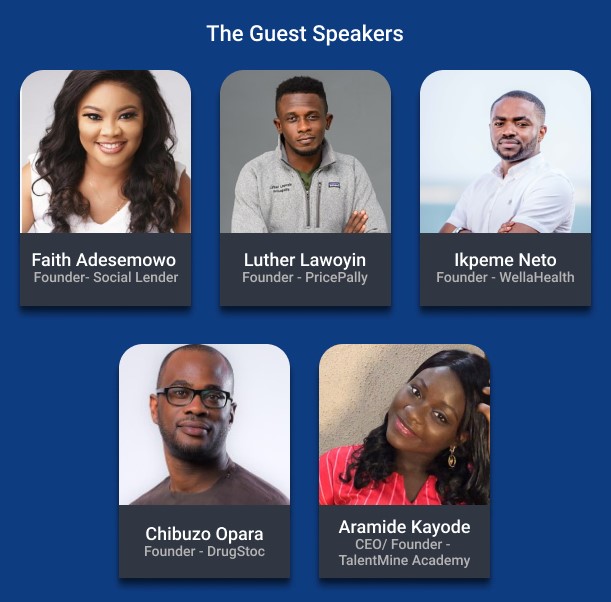 The Guest Speakers
Faith Adesemowo
Founder- Social Lender
Luther Lawoyin
Founder - PricePally
Ikpeme Neto
Founder - WellaHealth
Chibuzo Opara
Founder - DrugStoc
Aramide Kayode
CEO/ Founder -
TalentMine Academy